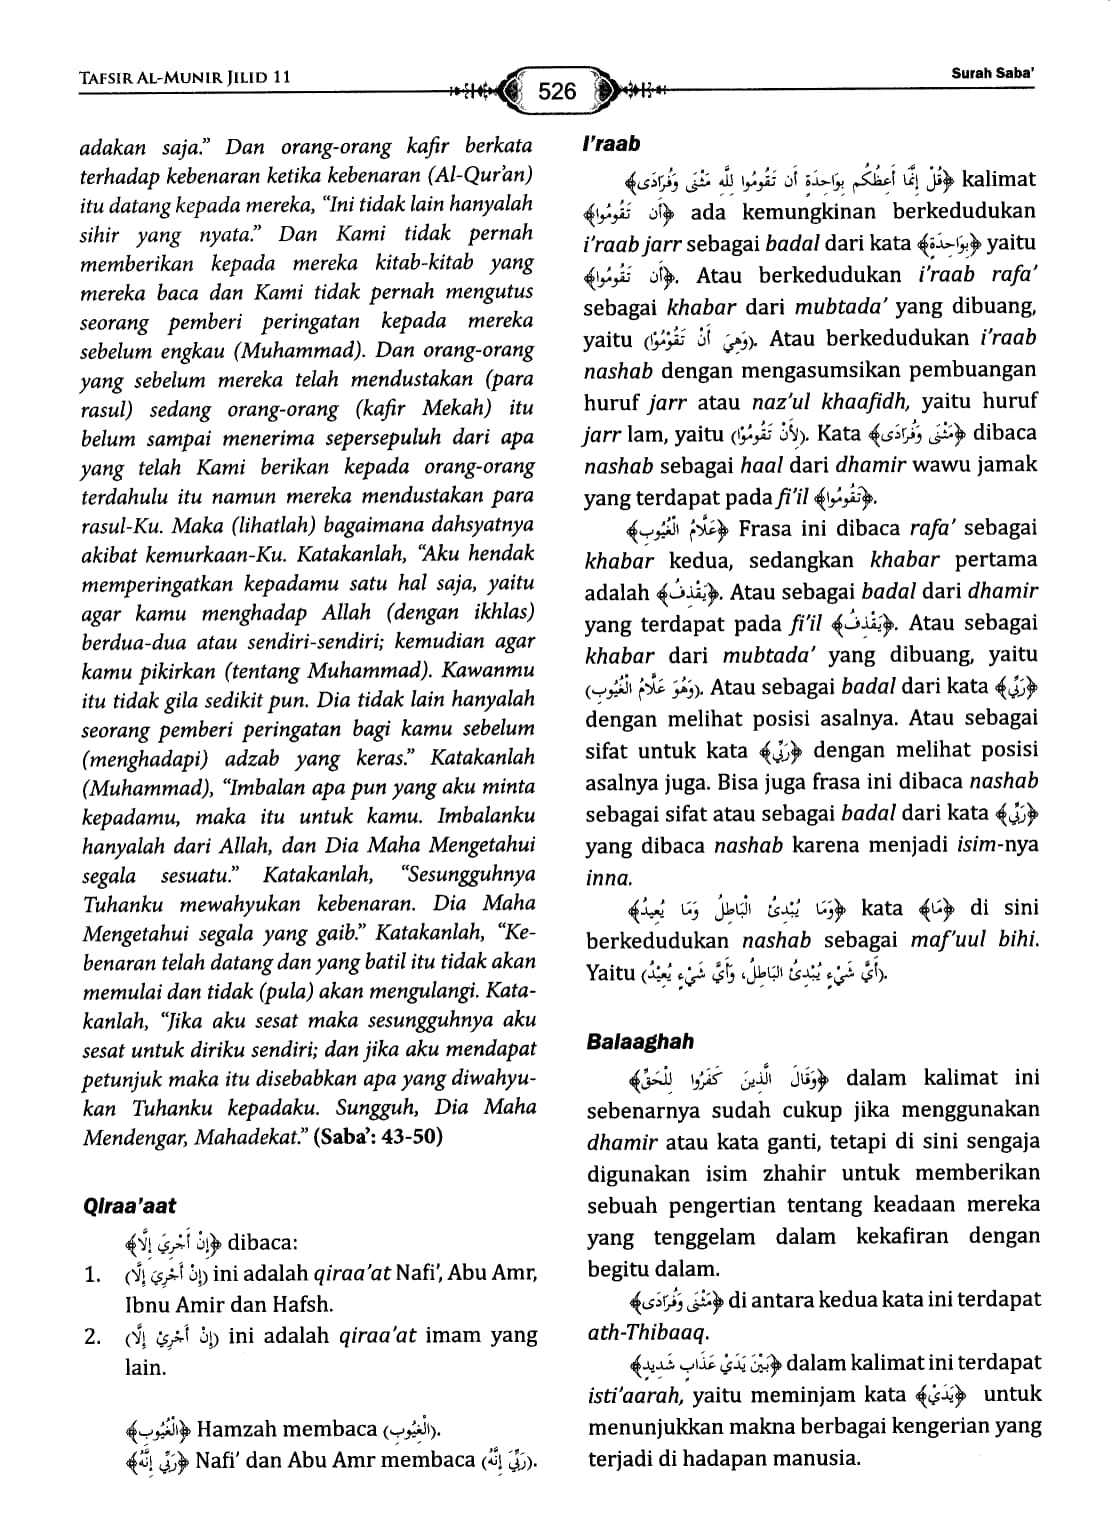 TAFSIR AL-MUNIR JILID 11
526
Surah Saba'
adakan saja." Dan orang-orang kafir berkata
terhadap kebenaran ketika kebenaran (Al-Qur'an)
itu datang kepada mereka, "Ini tidak lain hanyalah
sihir yang nyata." Dan Kami tidak pernah
memberikan kepada mereka kitab-kitab yang
mereka baca dan Kami tidak pernah mengutus
seorang pemberi peringatan kepada mereka
sebelum engkau (Muhammad). Dan orang-orang
yang sebelum mereka telah mendustakan (para
rasul) sedang orang-orang (kafir Mekah) itu
belum sampai menerima sepersepuluh dari apa
yang telah Kami berikan kepada orang-orang
terdahulu itu namun mereka mendustakan para
rasul-Ku. Maka (lihatlah) bagaimana dahsyatnya
akibat kemurkaan-Ku. Katakanlah, "Aku hendak
memperingatkan kepadamu satu hal saja, yaitu
agar kamu menghadap Allah (dengan ikhlas)
berdua-dua atau sendiri-sendiri; kemudian agar
kamu pikirkan (tentang Muhammad). Kawanmu
itu tidak gila sedikit pun. Dia tidak lain hanyalah
seorang pemberi peringatan bagi kamu sebelum
(menghadapi) adzab yang keras." Katakanlah
(Muhammad), "Imbalan apa pun yang aku minta
kepadamu, maka itu untuk kamu. Imbalanku
hanyalah dari Allah, dan Dia Maha Mengetahui
segala sesuatu." Katakanlah, "Sesungguhnya
Tuhanku mewahyukan kebenaran. Dia Maha
Mengetahui segala yang gaib." Katakanlah, "Ke-
benaran telah datang dan yang batil itu tidak akan
memulai dan tidak (pula) akan mengulangi. Kata-
kanlah, "Jika aku sesat maka sesungguhnya aku
sesat untuk diriku sendiri; dan jika aku mendapat
petunjuk maka itu disebabkan apa yang diwahyu-
kan Tuhanku kepadaku. Sungguh, Dia Maha
Mendengar, Mahadekat." (Saba': 43-50)
QIraa'aat
﴿إِنْ أَجْرِيَ إِلَّا﴾ dibaca:
1. (إِنْ أَجْرِيَ إِلَّا) ini adalah qiraa'at Nafi', Abu Amr,
Ibnu Amir dan Hafsh.
2. (إِنْ أَجْرِيْ إِلَّا) ini adalah qiraa'at imam yang
lain.
﴿الْغُيُوبِ﴾ Hamzah membaca (الْغِيُوبِ).
﴿رَبِّي إِنَّهُ﴾ Nafi' dan Abu Amr membaca (رَبِّيَ إِنَّهُ).
I'raab
﴿قُلْ إِنَّمَا أَعِظُكُم بِوَاحِدَةٍ أَن تَقُومُوا لِلَّهِ مَثْنَى وَفُرَادَى﴾ kalimat
﴿أَن تَقُومُوا﴾ ada kemungkinan berkedudukan
i'raab jarr sebagai badal dari kata ﴿بِوَاحِدَةٍ﴾ yaitu
﴿أَن تَقُومُوا﴾. Atau berkedudukan i'raab rafa'
sebagai khabar dari mubtada' yang dibuang,
yaitu (وَهِيَ أَنْ تَقُوْمُوْا). Atau berkedudukan i'raab
nashab dengan mengasumsikan pembuangan
huruf jarr atau naz'ul khaafidh, yaitu huruf
jarr lam, yaitu (لِأَنْ تَقُومُوْا). Kata ﴿مَثْنَى وَفُرَادَى﴾ dibaca
nashab sebagai haal dari dhamir wawu jamak
yang terdapat pada fi'il ﴿تَقُومُوا﴾.
﴿عَلَّامُ الْغُيُوبِ﴾ Frasa ini dibaca rafa' sebagai
khabar kedua, sedangkan khabar pertama
adalah ﴿يَقْذِفُ﴾. Atau sebagai badal dari dhamir
yang terdapat pada fi'il ﴿يَقْذِفُ﴾. Atau sebagai
khabar dari mubtada' yang dibuang, yaitu
(وَهُوَ عَلَّامُ الْغُيُوبِ). Atau sebagai badal dari kata ﴿رَبِّي﴾
dengan melihat posisi asalnya. Atau sebagai
sifat untuk kata ﴿رَبِّي﴾ dengan melihat posisi
asalnya juga. Bisa juga frasa ini dibaca nashab
sebagai sifat atau sebagai badal dari kata ﴿رَبِّي﴾
yang dibaca nashab karena menjadi isim-nya
inna.
﴿وَمَا يُبْدِئُ الْبَاطِلُ وَمَا يُعِيدُ﴾ kata ﴿مَا﴾ di sini
berkedudukan nashab sebagai maf'uul bihi.
Yaitu (أَيَّ شَيْءٍ يُبْدِئُ الْبَاطِلُ، وَأَيَّ شَيْءٍ يُعِيْدُ).
Balaaghah
﴿وَقَالَ الَّذِينَ كَفَرُوا لِلْحَقِّ﴾ dalam kalimat ini
sebenarnya sudah cukup jika menggunakan
dhamir atau kata ganti, tetapi di sini sengaja
digunakan isim zhahir untuk memberikan
sebuah pengertian tentang keadaan mereka
yang tenggelam dalam kekafiran dengan
begitu dalam.
﴿مَثْنَى وَفُرَادَى﴾ di antara kedua kata ini terdapat
ath-Thibaaq.
﴿بَيْنَ يَدَيْ عَذَابٍ شَدِيدٍ﴾ dalam kalimat ini terdapat
isti'aarah, yaitu meminjam kata ﴿يَدَيْ﴾ untuk
menunjukkan makna berbagai kengerian yang
terjadi di hadapan manusia.